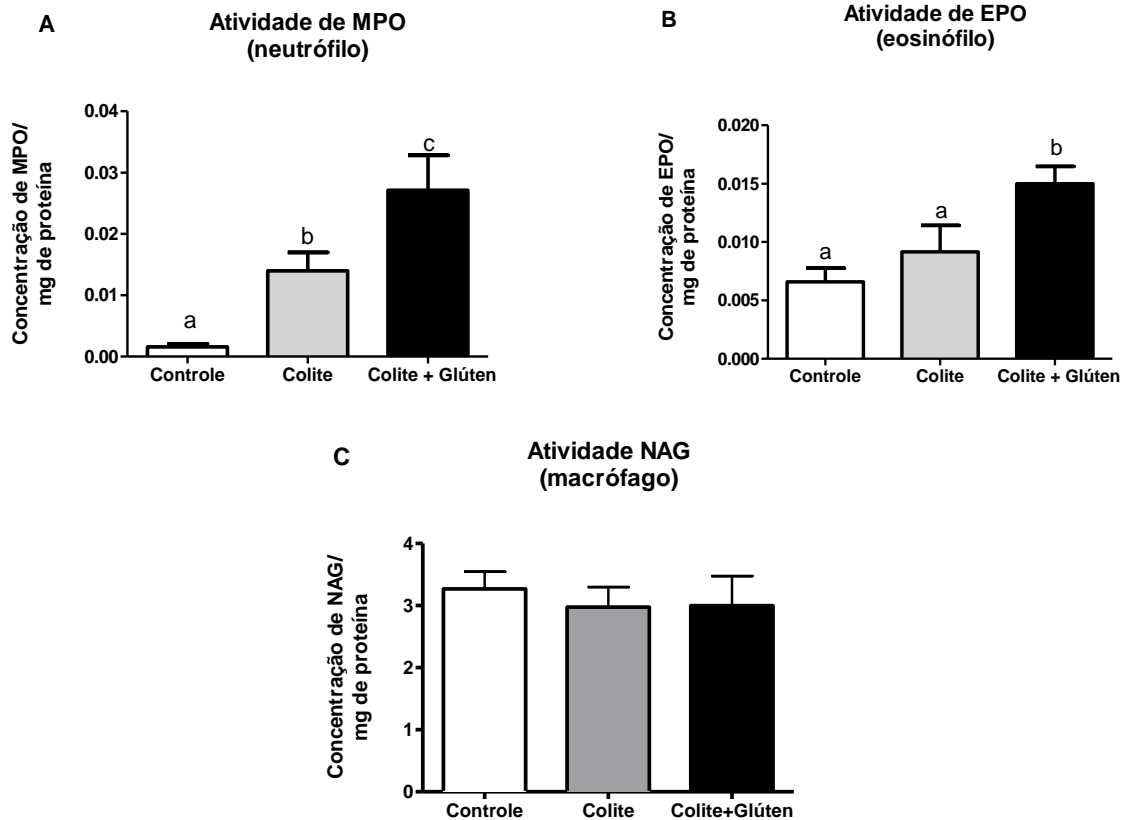 A
Atividade de MPO
(neutrófilo)
Concentração de MPO/
mg de proteína
0.04
0.03
0.02
0.01
0.00
a
b
c
Controle
Colite
Colite + Glúten
B
Atividade de EPO
(eosinófilo)
Concentração de EPO/
mg de proteína
0.020
0.015
0.010
0.005
0.000
a
a
b
Controle
Colite
Colite + Glúten
C
Atividade NAG
(macrófago)
Concentração de NAG/
mg de proteína
4
3
2
1
0
Controle
Colite
Colite+Glúten